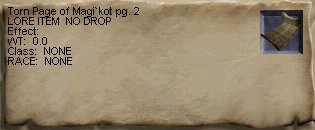 Torn Page of Magi`kot pg. 2
LORE ITEM  NO DROP
Effect:
WT:  0.0
Class:  NONE
RACE:  NONE